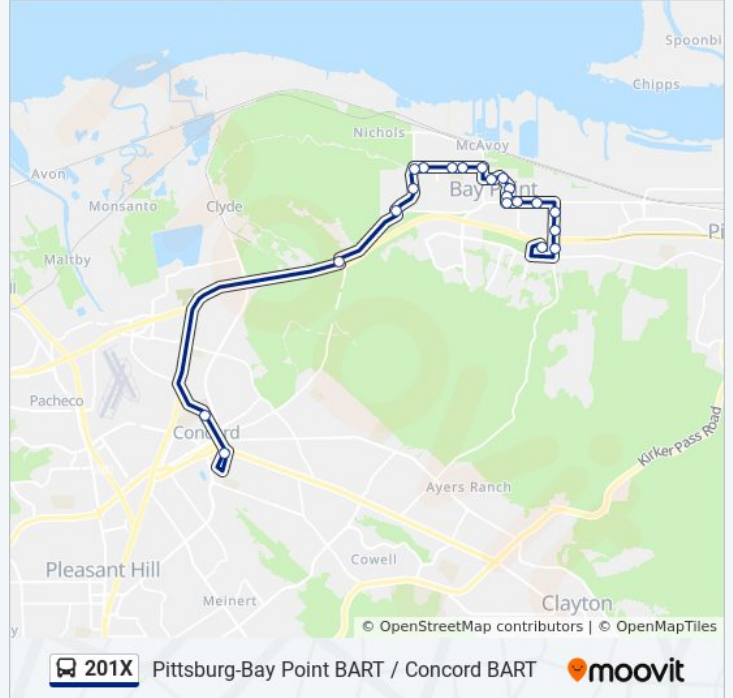 Spoonbi
Chipps
Nichols
McAvoy
Avon
Bay Point
Monsanto
Clyde
Pi
Maltby
ll
Pacheco
Concord
Kirker Pass Road
Ayers Ranch
Cowell
Pleasant Hill
Meinert
Clayton
y
© OpenStreetMap contributors | © OpenMapTiles
201X Pittsburg-Bay Point BART / Concord BART moovit